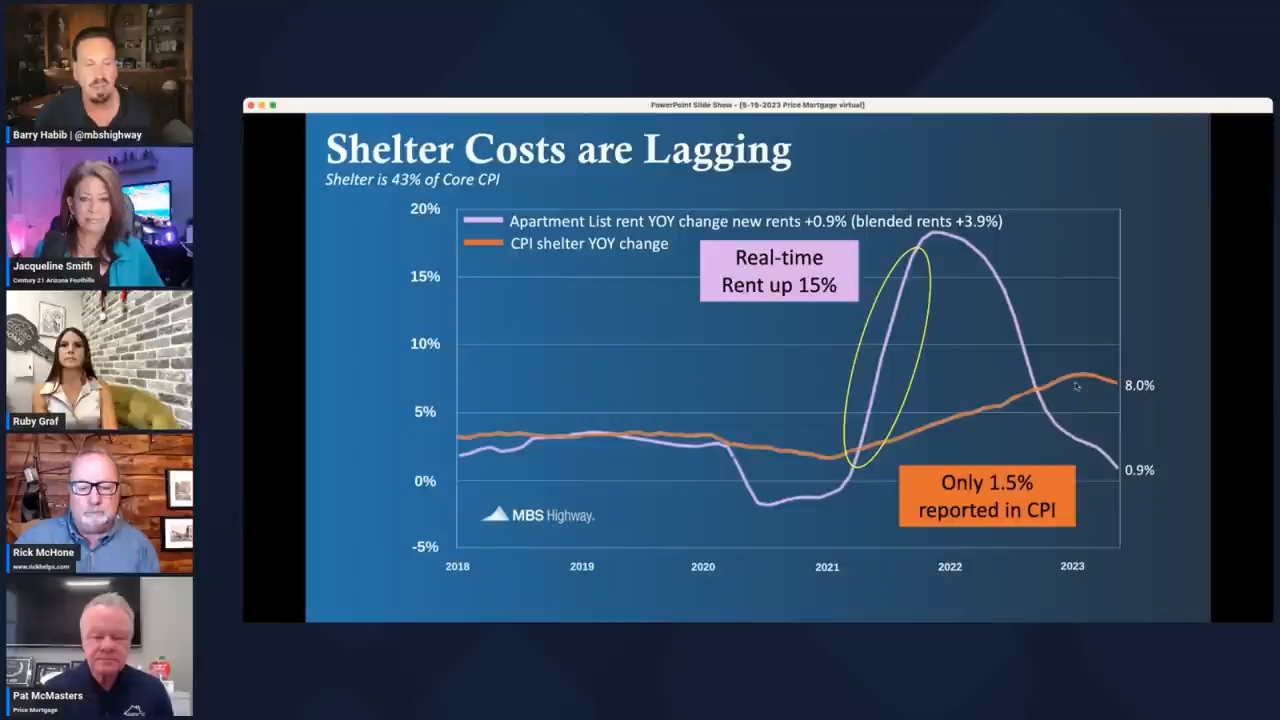 Barry Habib | @mbshighway
Jacqueline Smith
Century 21 Arizona Foothills
Ruby Graf
Rick McHone
www.rickhelps.com
Pat McMasters
Price Mortgage
PowerPoint Slide Show - [5-19-2023 Price Mortgage virtual]
Shelter Costs are Lagging
Shelter is 43% of Core CPI
Apartment List rent YOY change new rents +0.9% (blended rents +3.9%)
CPI shelter YOY change
Real-time
Rent up 15%
Only 1.5%
reported in CPI
20%
15%
10%
5%
0%
-5%
8.0%
0.9%
MBS Highway.
2018
2019
2020
2021
2022
2023